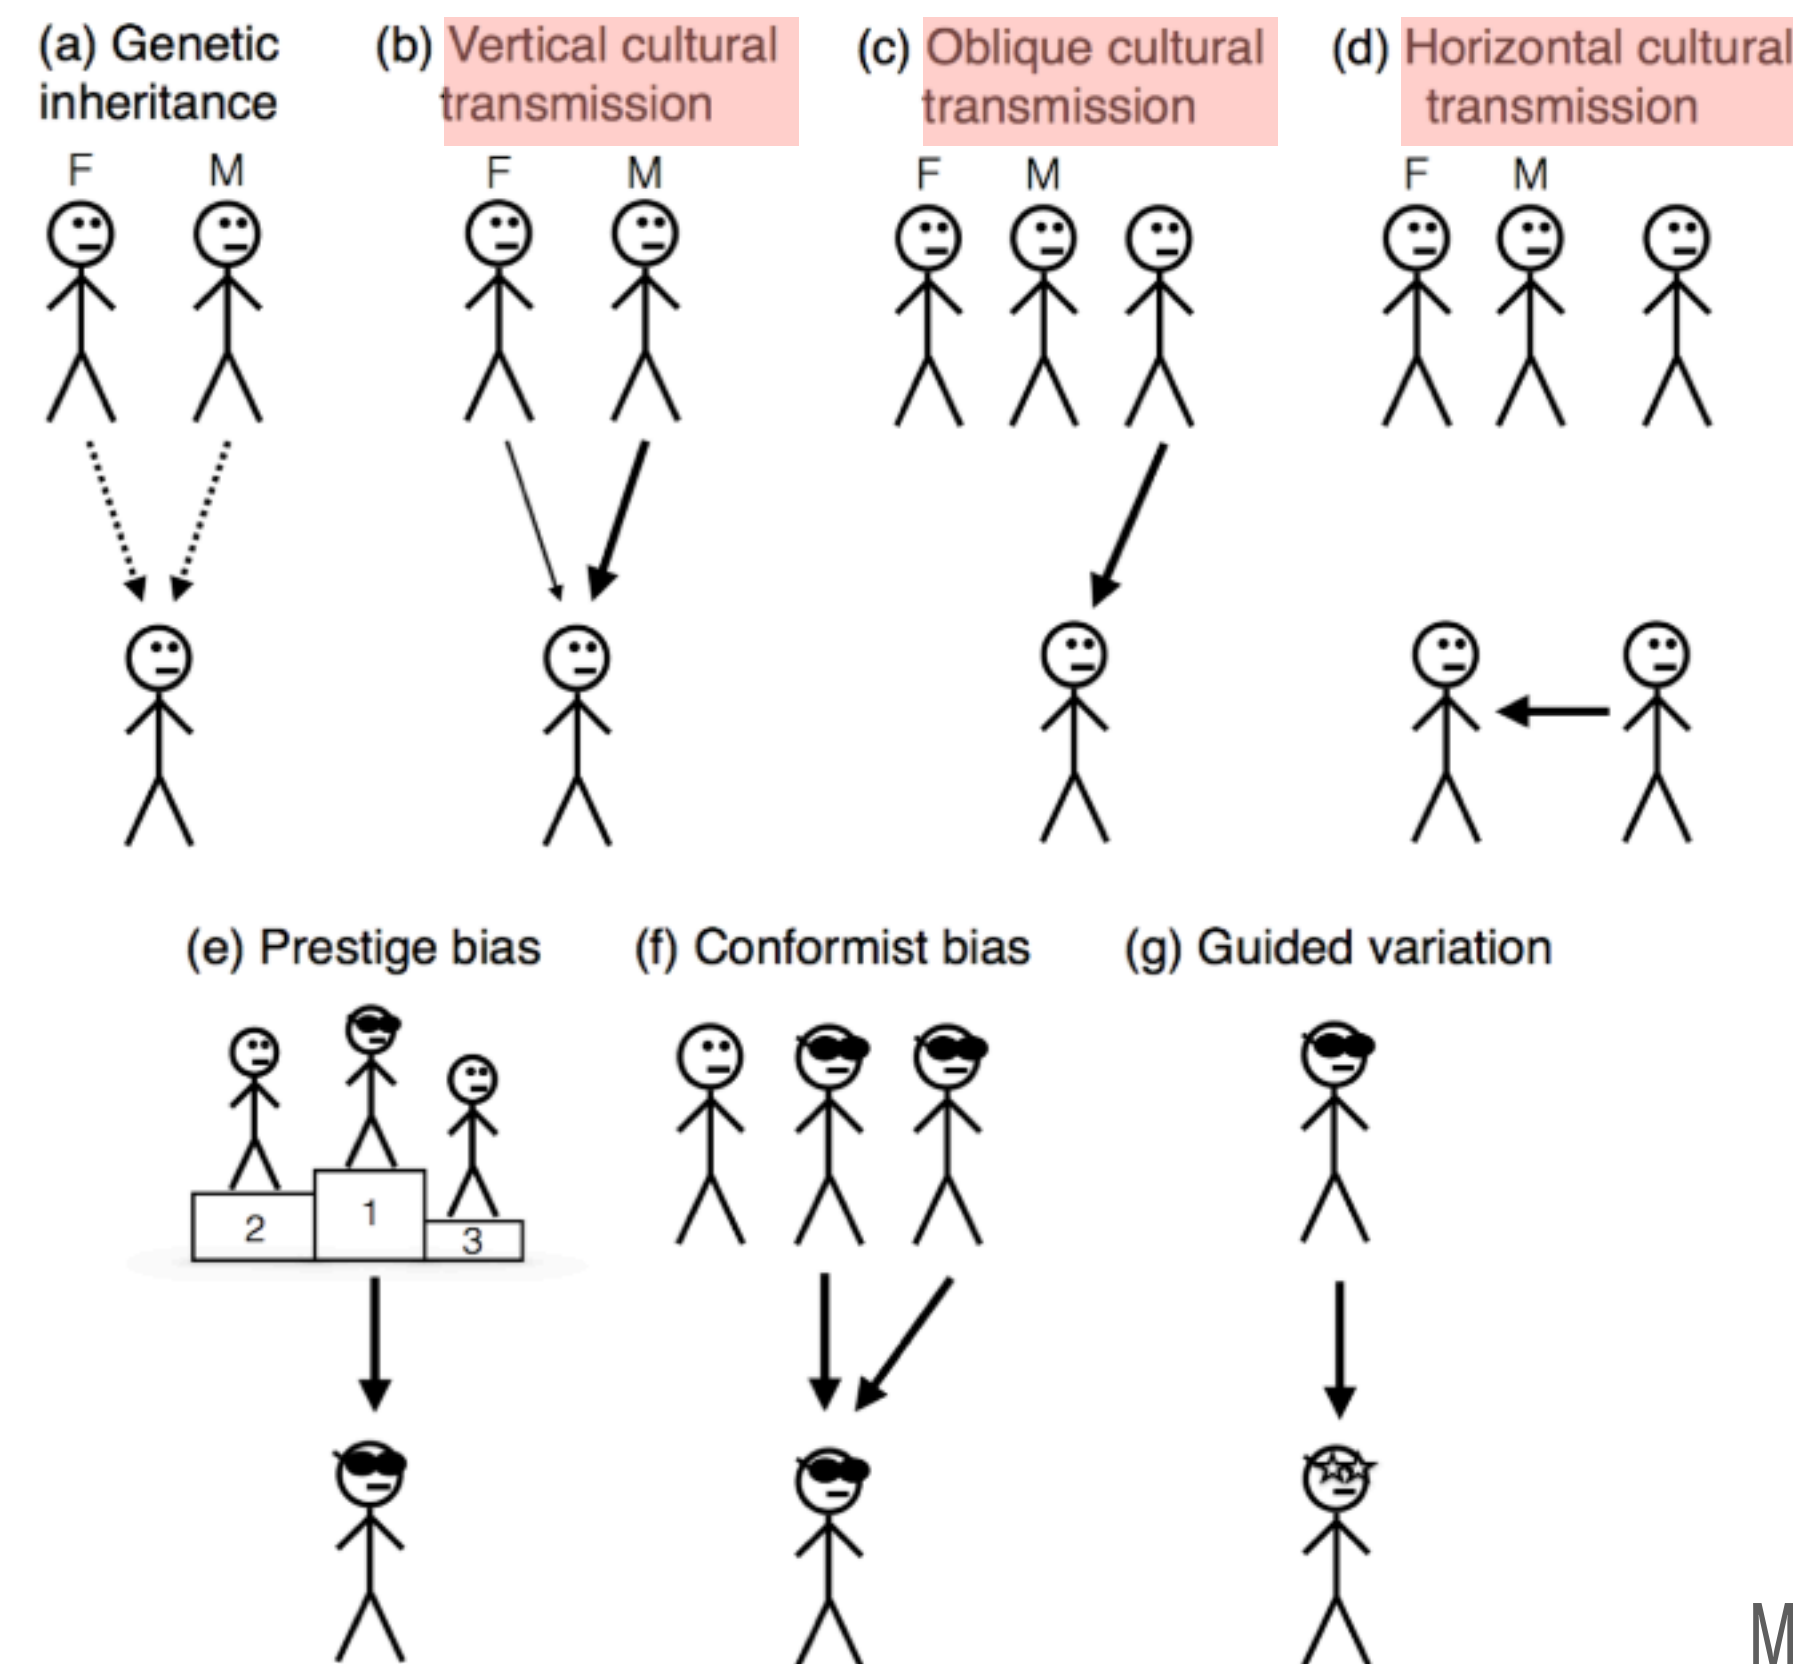 (a) Genetic
inheritance
(b) Vertical cultural
transmission
(c) Oblique cultural
transmission
(d) Horizontal cultural
transmission
F M
F M
F M
F M
(e) Prestige bias
(f) Conformist bias
(g) Guided variation
2 1 3
M